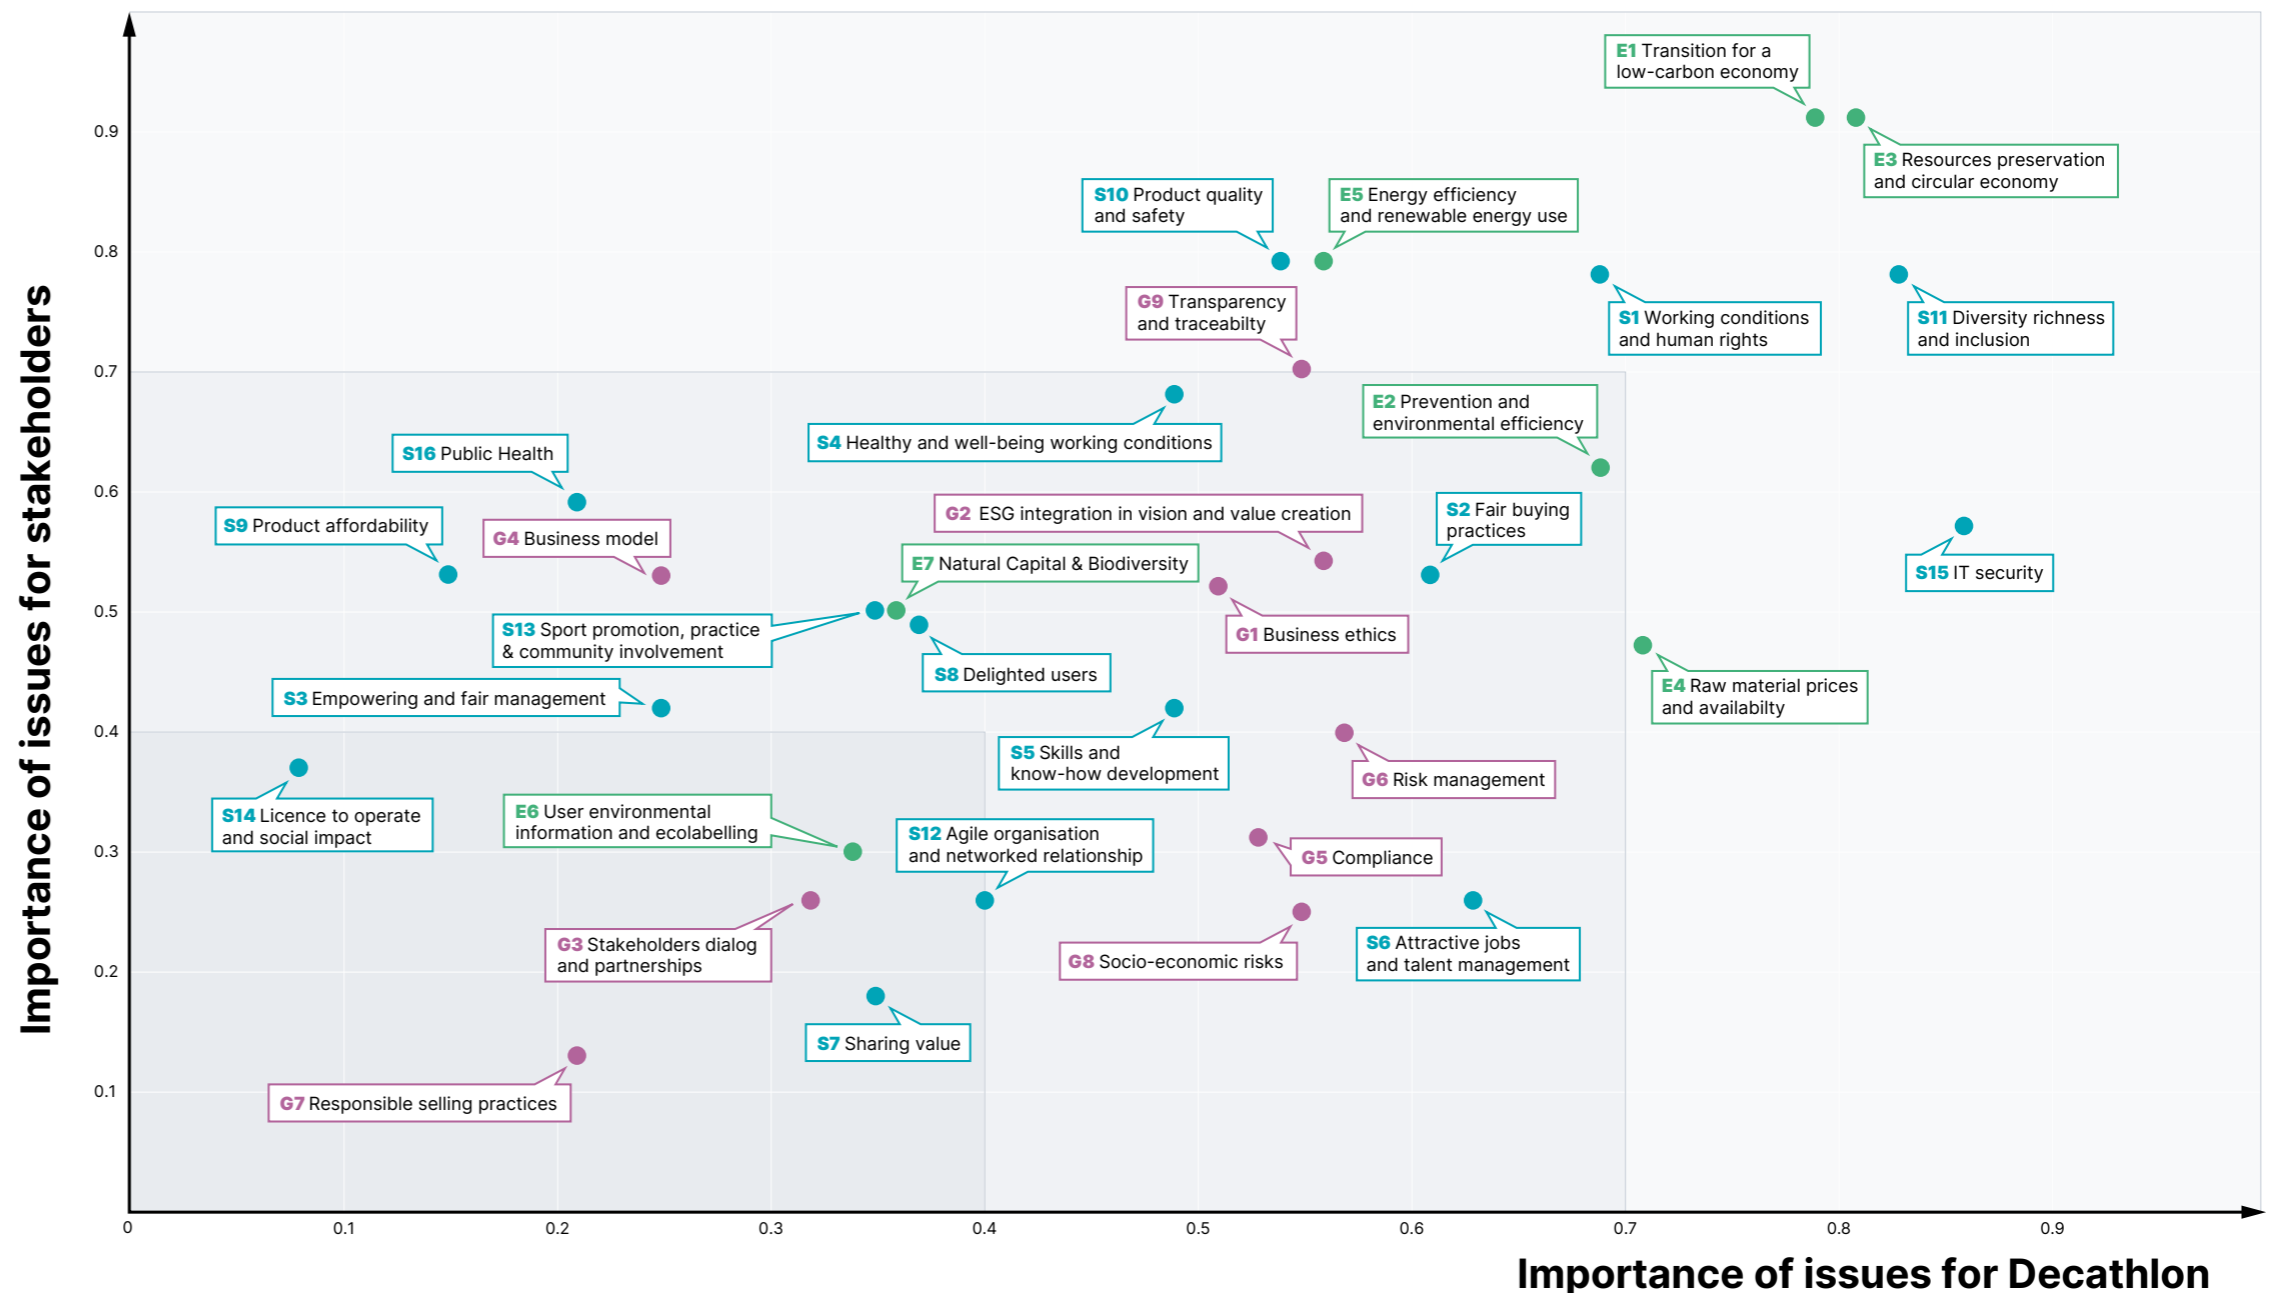 E1 Transition for a
low-carbon economy
0.9
E3 Resources preservation
and circular economy
S10 Product quality
and safety
E5 Energy efficiency
and renewable energy use
0.8
G9 Transparency
and traceabilty
S1 Working conditions
and human rights
S11 Diversity richness
and inclusion
0.7
E2 Prevention and
environmental efficiency
S4 Healthy and well-being working conditions
S16 Public Health
0.6
G2 ESG integration in vision and value creation
S2 Fair buying
practices
S9 Product affordability
G4 Business model
E7 Natural Capital & Biodiversity
S15 IT security
0.5
S13 Sport promotion, practice
& community involvement
G1 Business ethics
S8 Delighted users
S3 Empowering and fair management
E4 Raw material prices
and availabilty
0.4
S5 Skills and
know-how development
G6 Risk management
S14 Licence to operate
and social impact
E6 User environmental
information and ecolabelling
S12 Agile organisation
and networked relationship
0.3
G5 Compliance
G3 Stakeholders dialog
and partnerships
G8 Socio-economic risks
S6 Attractive jobs
and talent management
0.2
S7 Sharing value
0.1
G7 Responsible selling practices
0 0.1 0.2 0.3 0.4 0.5 0.6 0.7 0.8 0.9
Importance of issues for stakeholders
Importance of issues for Decathlon